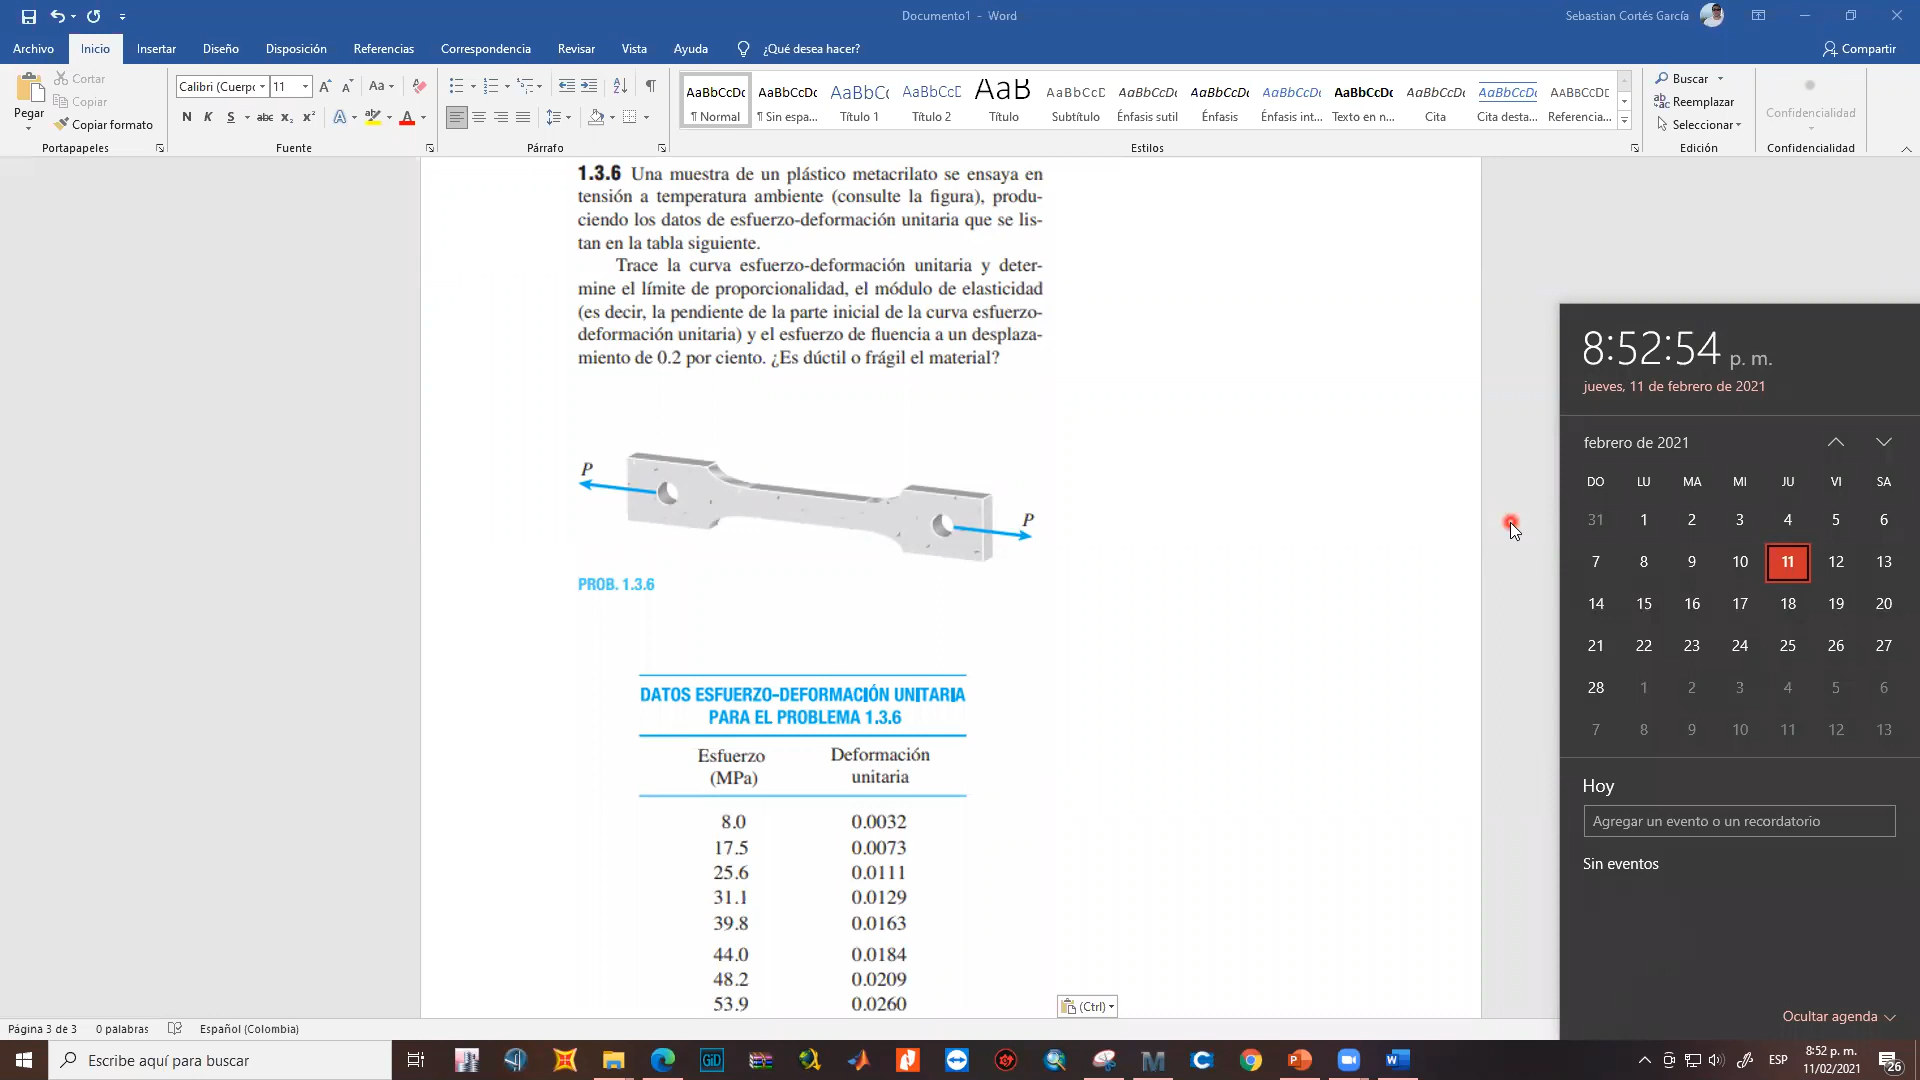 Documento1 - Word
Sebastian Cortés García
Archivo Inicio Insertar Diseño Disposición Referencias Correspondencia Revisar Vista Ayuda ¿Qué desea hacer? Compartir
Pegar
Cortar
Copiar
Copiar formato
Portapapeles
Calibri (Cuerpo 11
Fuente
Párrafo
AaBbCcDc AaBbCcDc AaBbCc AaBbCcD AaB AaBbCcD AaBbCcDc AaBbCcDc AaBbCcDc AaBbCcDc AaBbCcDc AaBbCcDc AABBCCDE
¶ Normal ¶ Sin espa... Título 1 Título 2 Título Subtítulo Énfasis sutil Énfasis Énfasis int... Texto en n... Cita Cita desta... Referencia...
Estilos
Buscar
Reemplazar
Seleccionar
Edición
Confidencialidad
Confidencialidad
1.3.6 Una muestra de un plástico metacrilato se ensaya en
tensión a temperatura ambiente (consulte la figura), produ-
ciendo los datos de esfuerzo-deformación unitaria que se lis-
tan en la tabla siguiente.
Trace la curva esfuerzo-deformación unitaria y deter-
mine el límite de proporcionalidad, el módulo de elasticidad
(es decir, la pendiente de la parte inicial de la curva esfuerzo-
deformación unitaria) y el esfuerzo de fluencia a un desplaza-
miento de 0.2 por ciento. ¿Es dúctil o frágil el material?
P
P
PROB. 1.3.6
DATOS ESFUERZO-DEFORMACIÓN UNITARIA
PARA EL PROBLEMA 1.3.6
Esfuerzo Deformación
(MPa) unitaria
8.0 0.0032
17.5 0.0073
25.6 0.0111
31.1 0.0129
39.8 0.0163
44.0 0.0184
48.2 0.0209
53.9 0.0260
(Ctrl)
8:52:54 p. m.
jueves, 11 de febrero de 2021
febrero de 2021
DO LU MA MI JU VI SA
31 1 2 3 4 5 6
7 8 9 10 11 12 13
14 15 16 17 18 19 20
21 22 23 24 25 26 27
28 1 2 3 4 5 6
7 8 9 10 11 12 13
Hoy
Agregar un evento o un recordatorio
Sin eventos
Ocultar agenda
Página 3 de 3 0 palabras Español (Colombia)
Escribe aquí para buscar
GiD
ESP
8:52 p. m.
11/02/2021
26